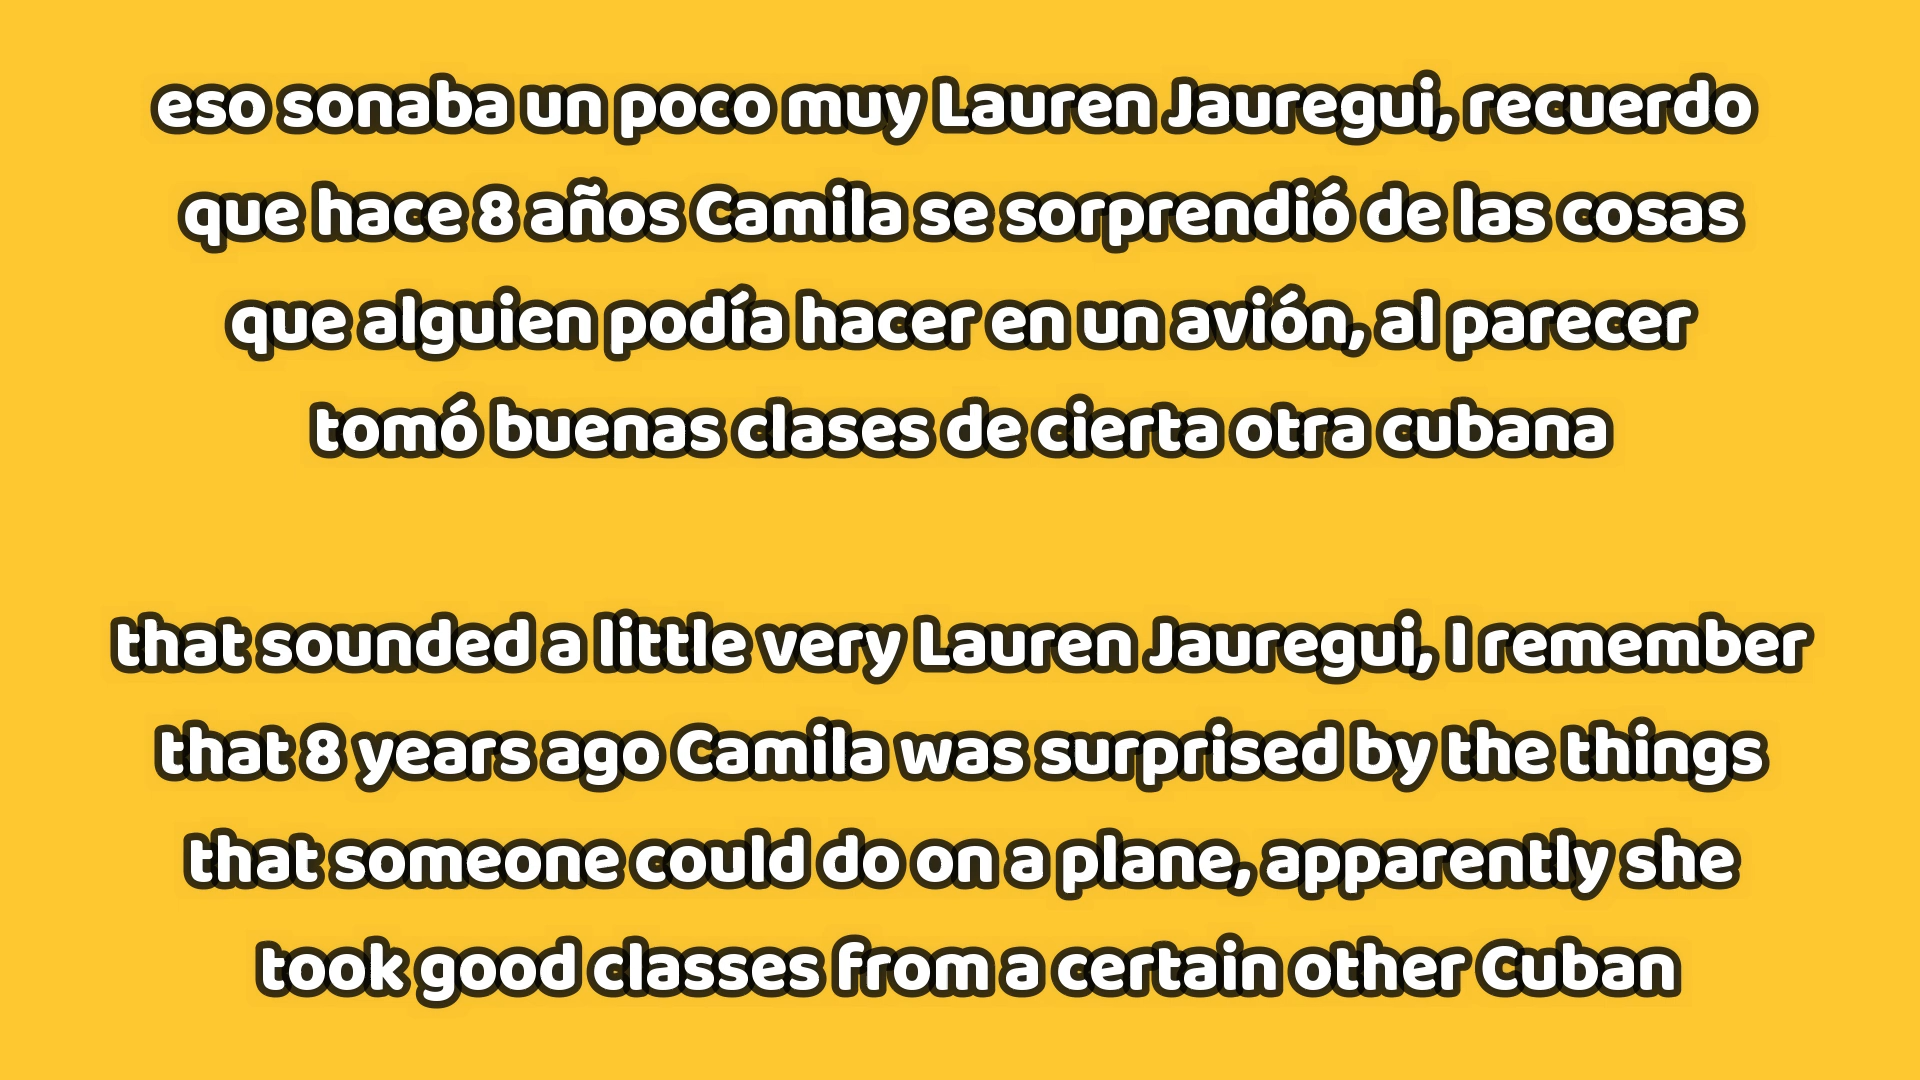 eso sonaba un poco muy Lauren Jauregui, recuerdo
que hace 8 años Camila se sorprendió de las cosas
que alguien podía hacer en un avión, al parecer
tomó buenas clases de cierta otra cubana
that sounded a little very Lauren Jauregui, I remember
that 8 years ago Camila was surprised by the things
that someone could do on a plane, apparently she
took good classes from a certain other Cuban